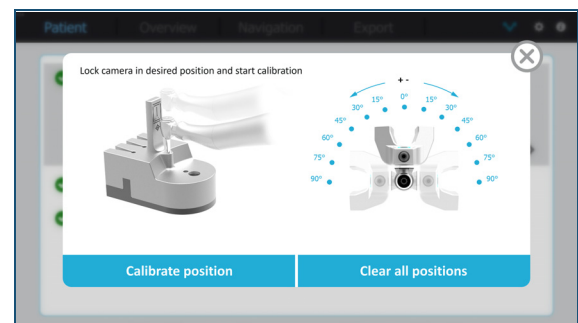 Patient Overview Navigation Export
Lock camera in desired position and start calibration
+ -
30° 15° 0° 15° 30°
45° 45°
60° 60°
75° 75°
90° 90°
Calibrate position Clear all positions